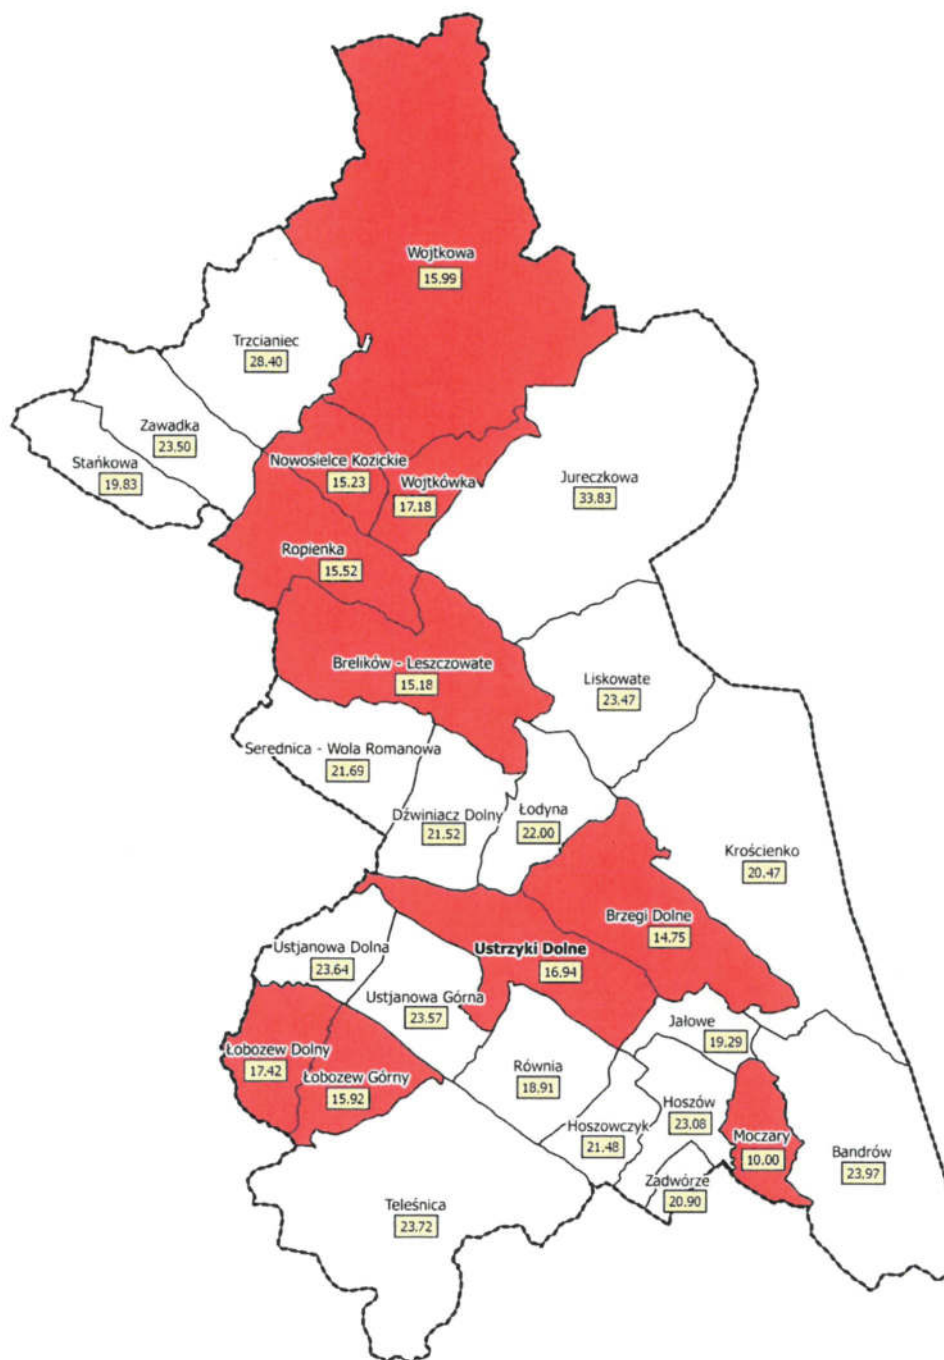 Wojtkowa
15.99
Trzcianiec
28.40
Zawadka
23.50
Stańkowa
19.83
Nowosielce Kozickie
15.23
Wojtkówka
17.18
Jureczkowa
33.83
Ropienka
15.52
Brelików - Leszczowate
15.18
Liskowate
23.47
Serednica - Wola Romanowa
21.69
Dźwiniacz Dolny
21.52
Łodyna
22.00
Krościenko
20.47
Brzegi Dolne
14.75
Ustrzyki Dolne
16.94
Ustjanowa Dolna
23.64
Ustjanowa Górna
23.57
Jałowe
19.29
Łobozew Dolny
17.42
Łobozew Górny
15.92
Równia
18.91
Hoszów
23.08
Hoszowczyk
21.48
Moczary
10.00
Bandrów
23.97
Zadwórze
20.90
Teleśnica
23.72